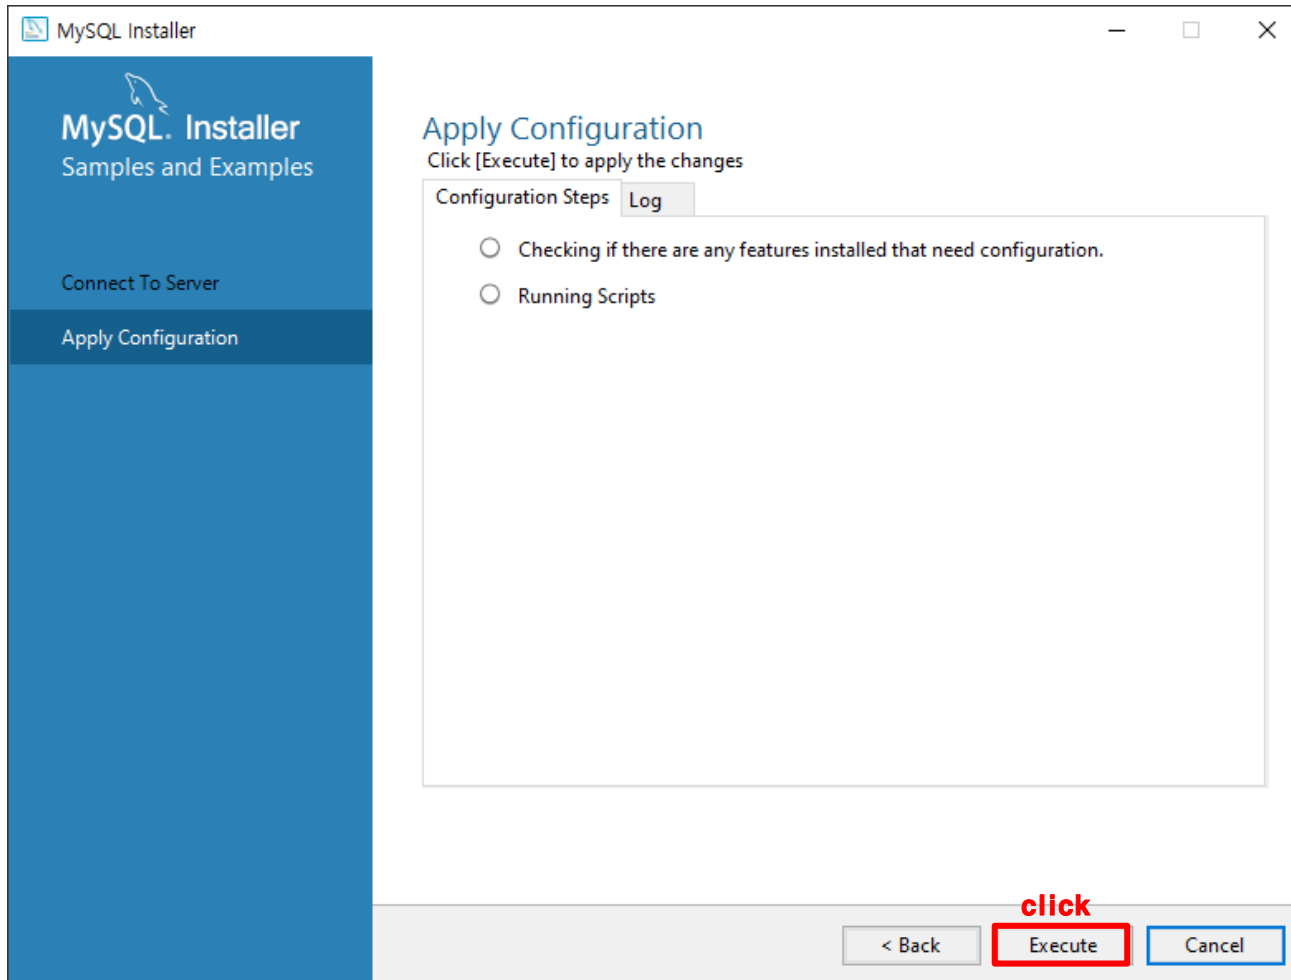 MySQL Installer
MySQL. Installer
Samples and Examples
Connect To Server
Apply Configuration
Apply Configuration
Click [Execute] to apply the changes
Configuration Steps Log
Checking if there are any features installed that need configuration.
Running Scripts
click
< Back Execute Cancel